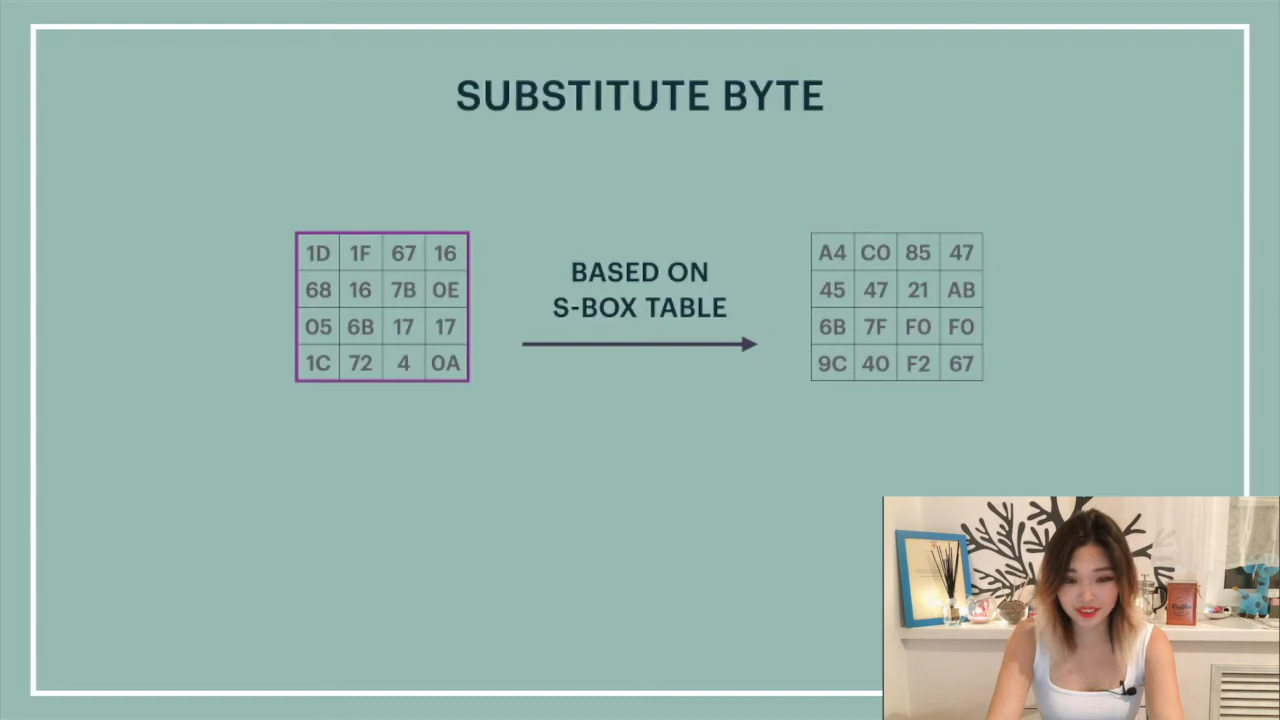 SUBSTITUTE BYTE
1D 1F 67 16
68 16 7B 0E
05 6B 17 17
1C 72 4 0A
BASED ON
S-BOX TABLE
A4 C0 85 47
45 47 21 AB
6B 7F F0 F0
9C 40 F2 67
Coffee